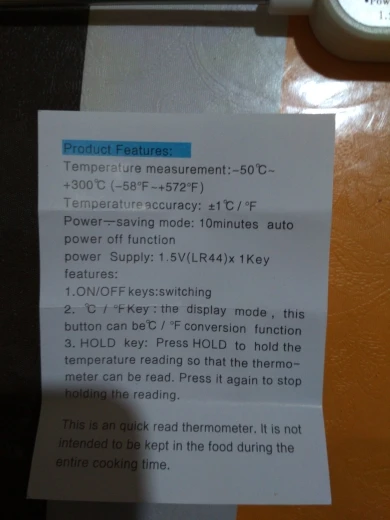 Product Features:
Temperature measurement:-50℃~
+300℃ (-58°F~+572°F)
Temperature accuracy: ±1℃/°F
Power-saving mode: 10minutes auto
power off function
power Supply: 1.5V(LR44)x 1Key
features:
1.ON/OFF keys:switching
2. ℃ / °FKey : the display mode , this
button can be℃ / °F conversion function
3. HOLD key: Press HOLD to hold the
temperature reading so that the thermo-
meter can be read. Press it again to stop
holding the reading.
This is an quick read thermometer. It is not
intended to be kept in the food during the
entire cooking time.